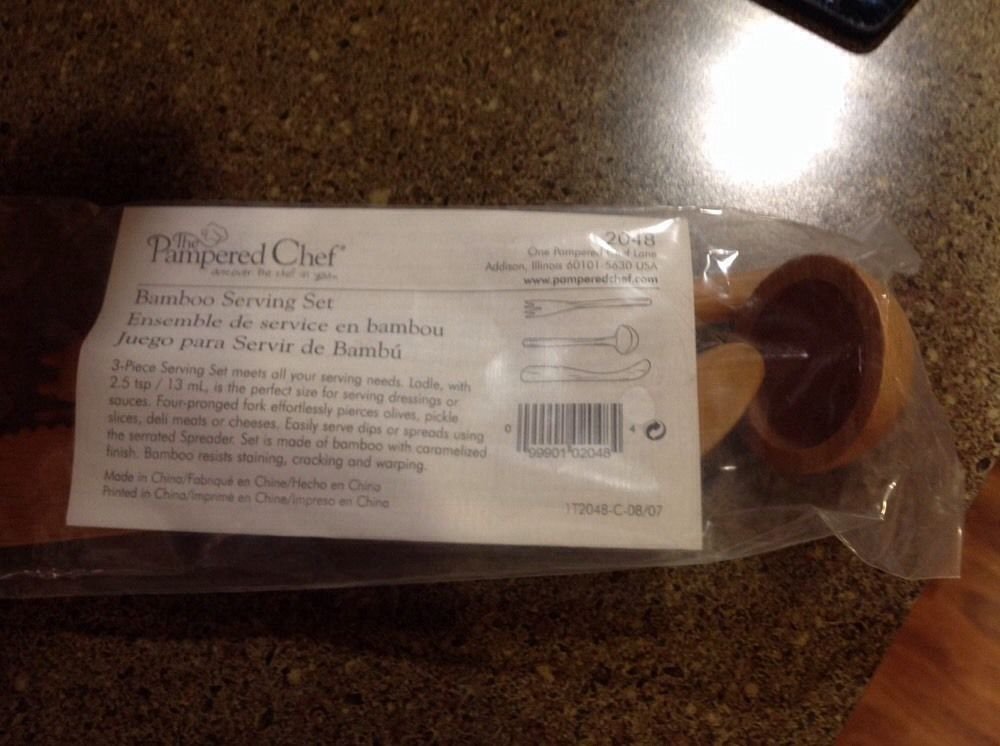 The
Pampered Chef®
discover the chef in you™
2048
One Pampered Chef Lane
Addison, Illinois 60101-5630 USA
www.pamperedchef.com
Bamboo Serving Set
Ensemble de service en bambou
Juego para Servir de Bambú
3-Piece Serving Set meets all your serving needs. Ladle, with
2.5 tsp / 13 mL, is the perfect size for serving dressings or
sauces. Four-pronged fork effortlessly pierces olives, pickle
slices, deli meats or cheeses. Easily serve dips or spreads using
the serrated Spreader. Set is made of bamboo with caramelized
finish. Bamboo resists staining, cracking and warping.
Made in China/Fabriqué en Chine/Hecho en China
Printed in China/Imprimé en Chine/Impreso en China
0 99901 02048 4
1T2048-C-08/07